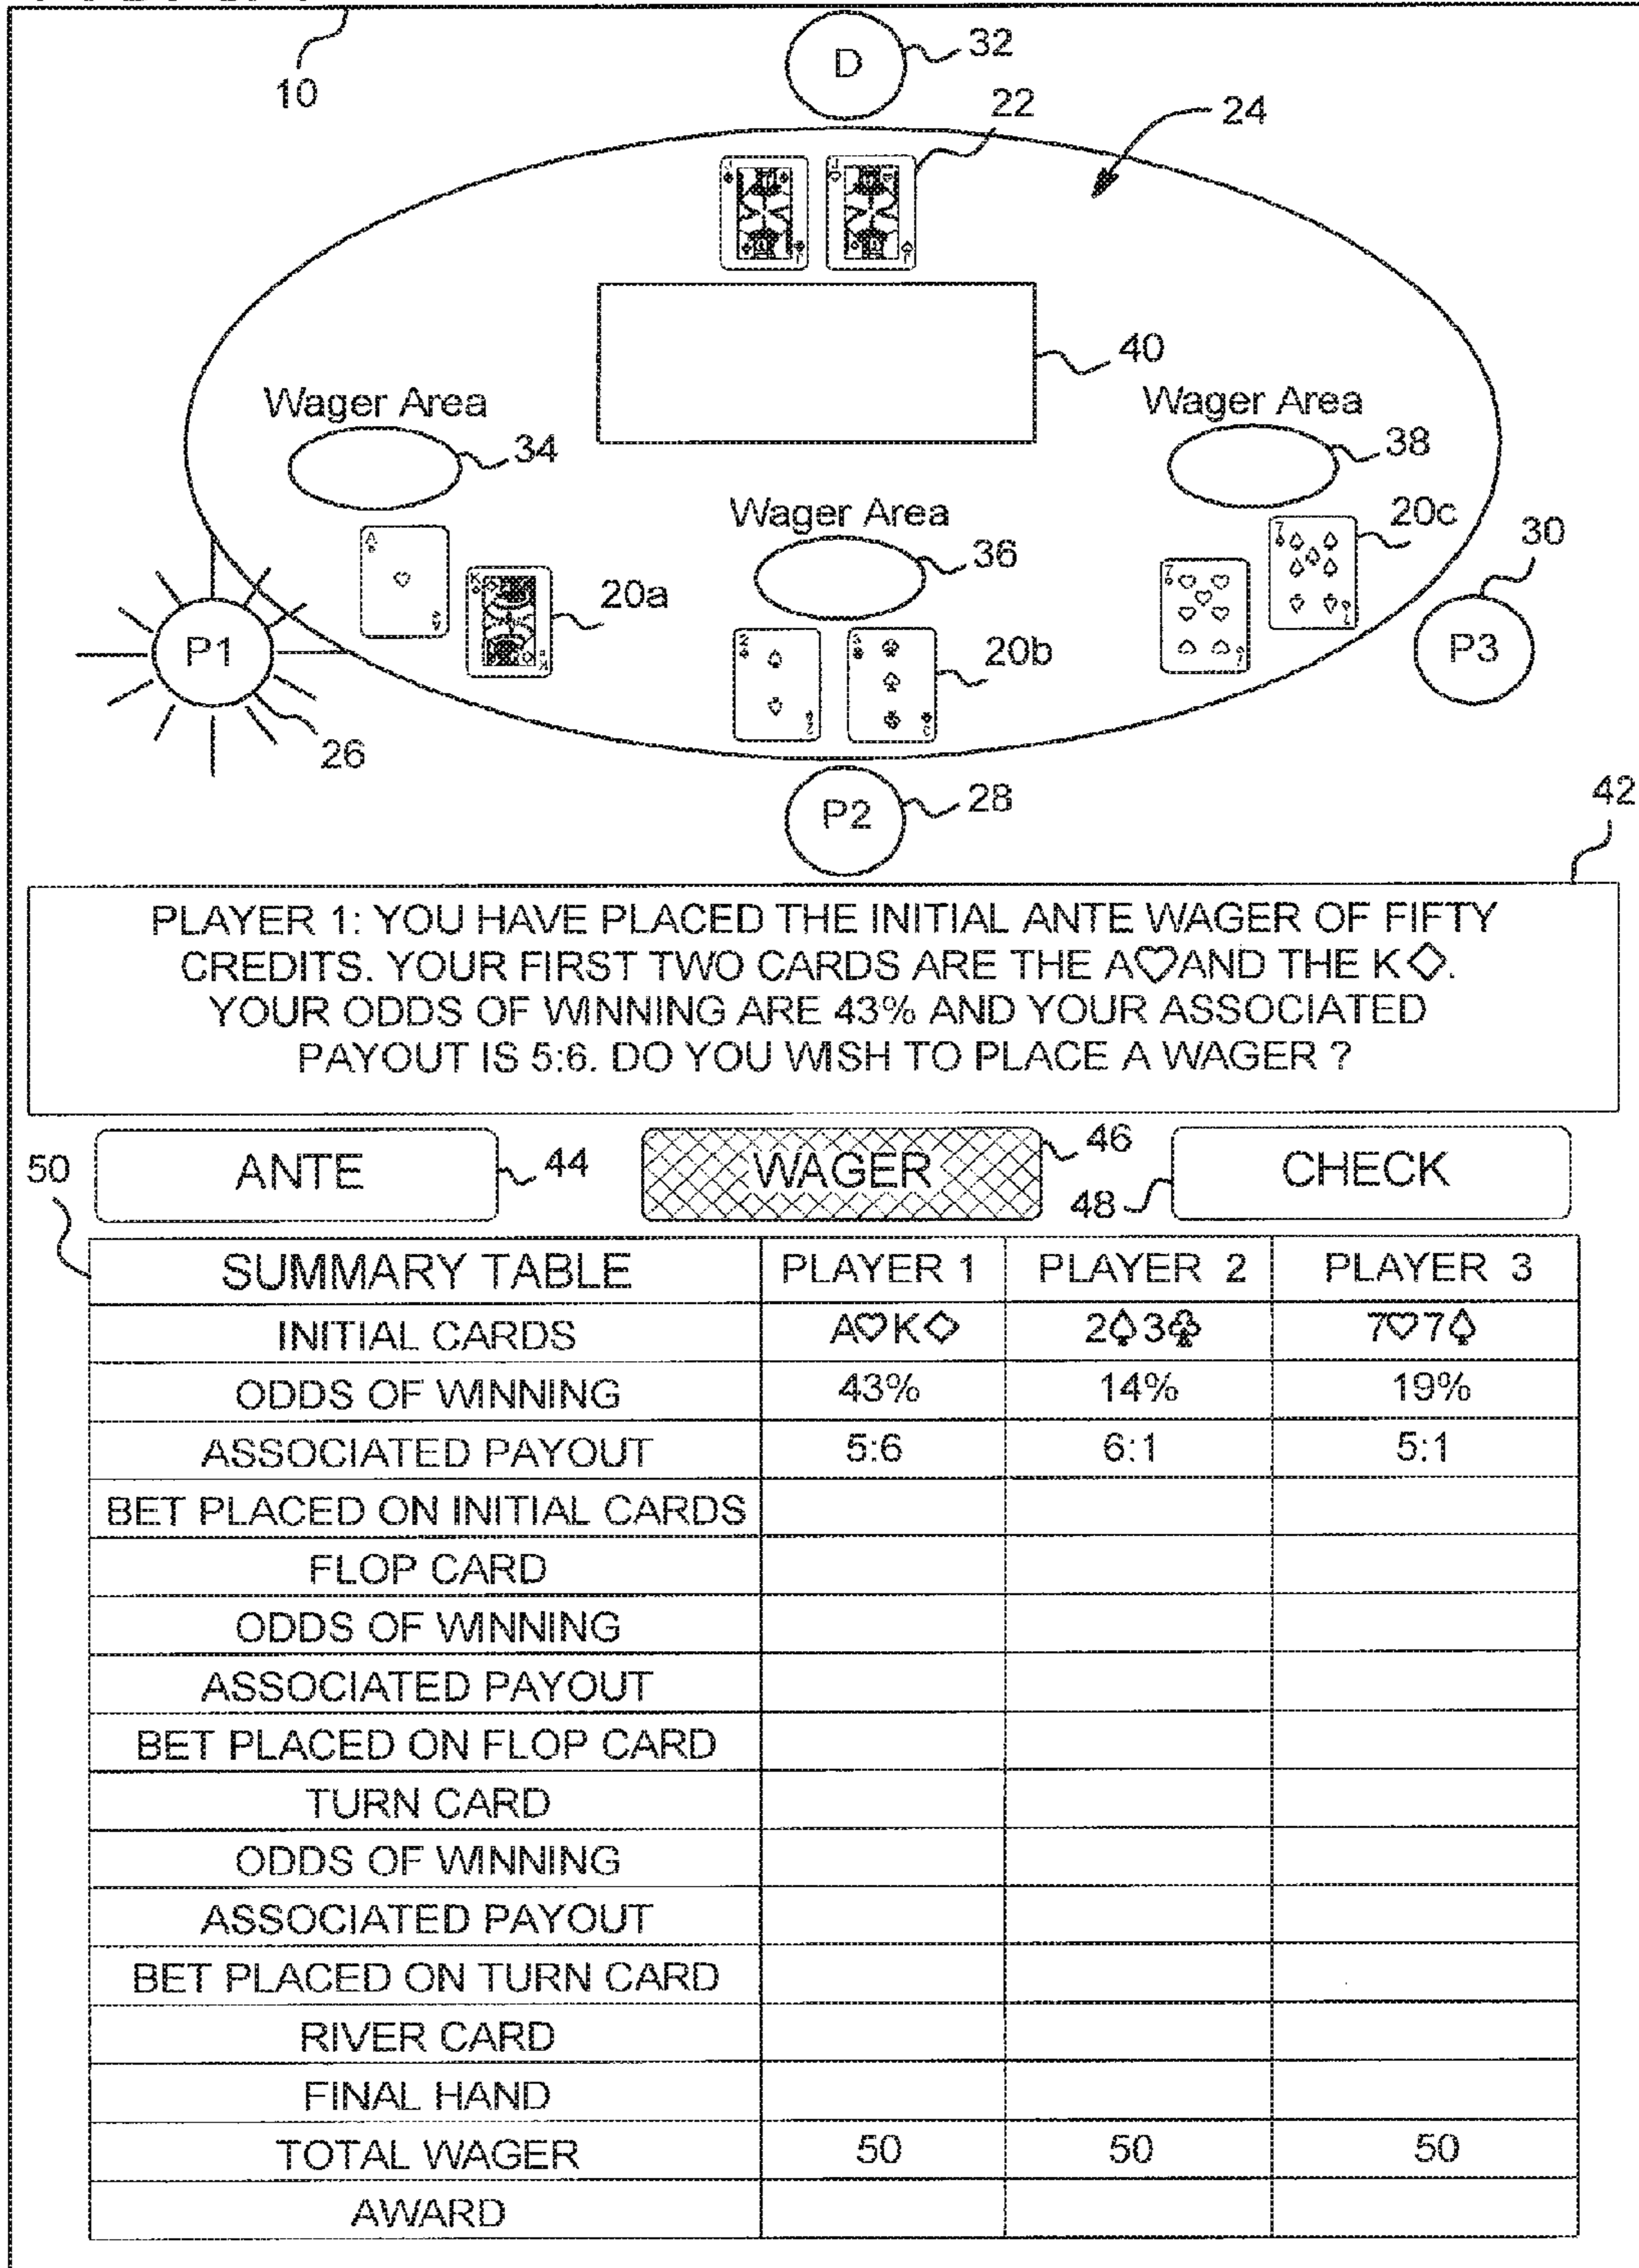 10
D
32
22
24
40
Wager Area
34
Wager Area
38
Wager Area
36
20a
20b
20c
30
P1
26
P3
P2
28
42
PLAYER 1: YOU HAVE PLACED THE INITIAL ANTE WAGER OF FIFTY
CREDITS. YOUR FIRST TWO CARDS ARE THE A♡AND THE K◇.
YOUR ODDS OF WINNING ARE 43% AND YOUR ASSOCIATED
PAYOUT IS 5:6. DO YOU WISH TO PLACE A WAGER ?
50
ANTE
44
WAGER
46
48
CHECK
SUMMARY TABLE PLAYER 1 PLAYER 2 PLAYER 3
INITIAL CARDS A♡K◇ 2♤3♧ 7♡7♤
ODDS OF WINNING 43% 14% 19%
ASSOCIATED PAYOUT 5:6 6:1 5:1
BET PLACED ON INITIAL CARDS
FLOP CARD
ODDS OF WINNING
ASSOCIATED PAYOUT
BET PLACED ON FLOP CARD
TURN CARD
ODDS OF WINNING
ASSOCIATED PAYOUT
BET PLACED ON TURN CARD
RIVER CARD
FINAL HAND
TOTAL WAGER 50 50 50
AWARD